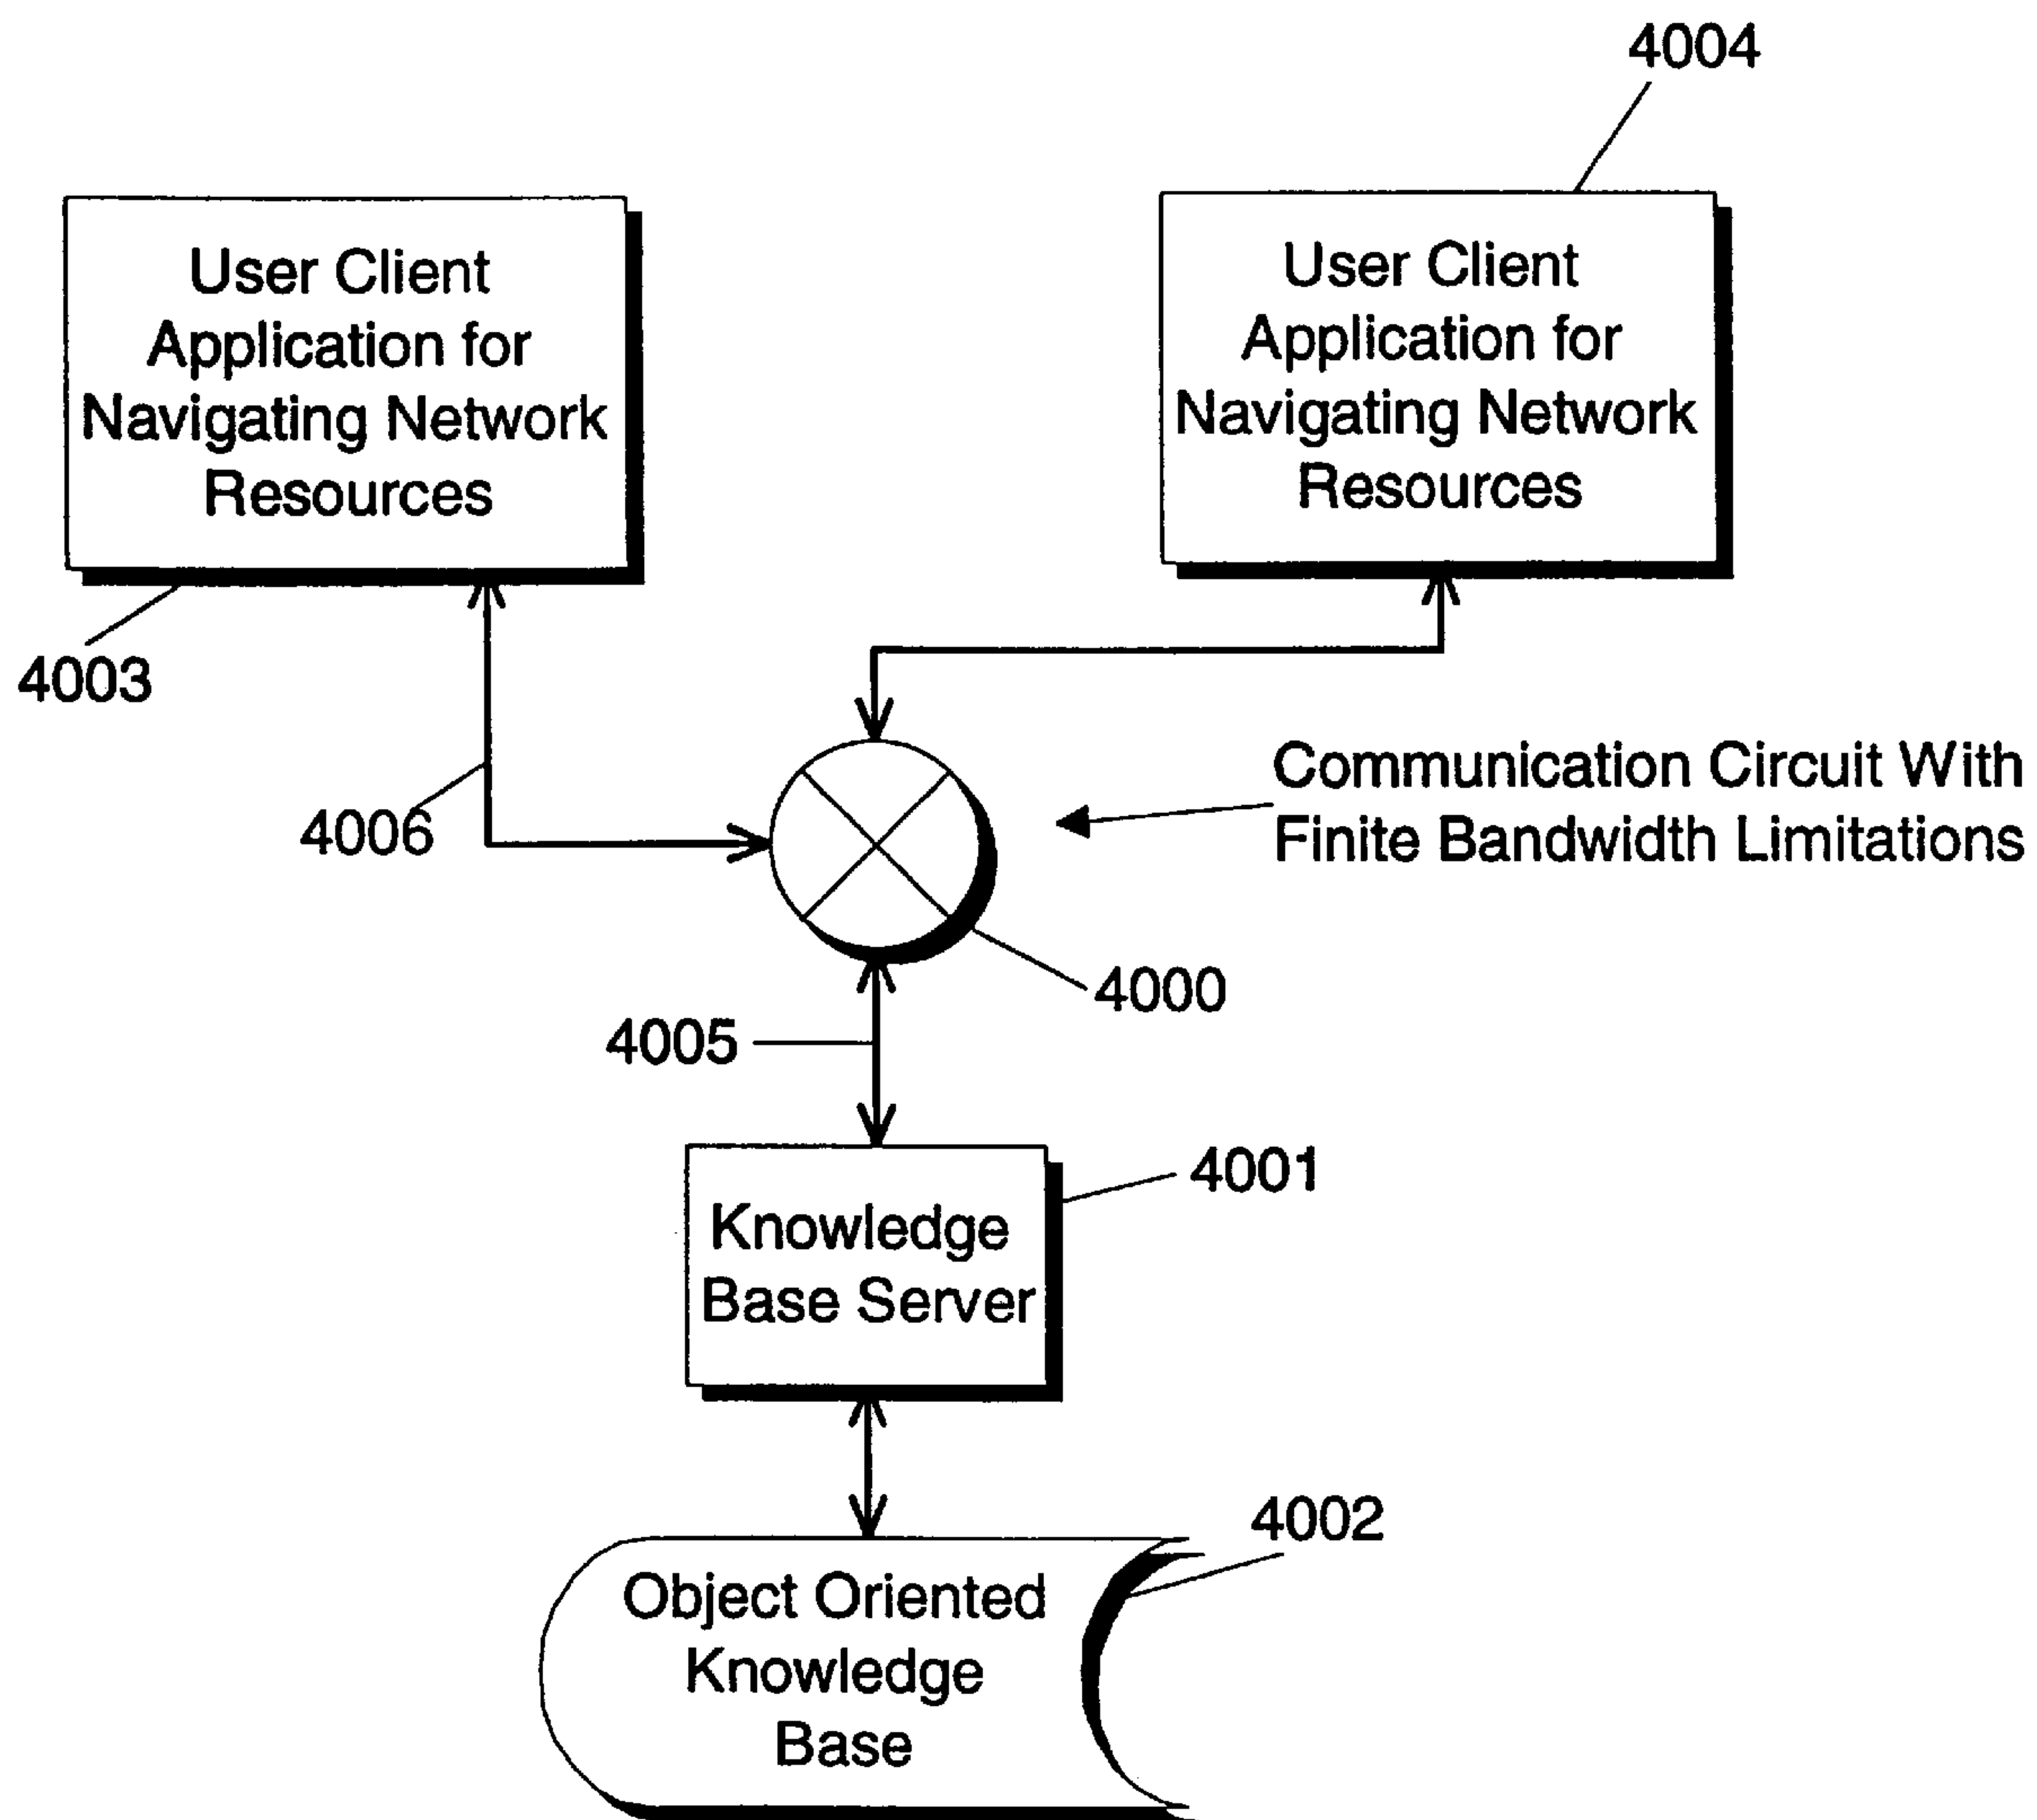 4004
User Client
Application for
Navigating Network
Resources
User Client
Application for
Navigating Network
Resources
4003
4006
Communication Circuit With
Finite Bandwidth Limitations
4000
4005
4001
Knowledge
Base Server
4002
Object Oriented
Knowledge
Base